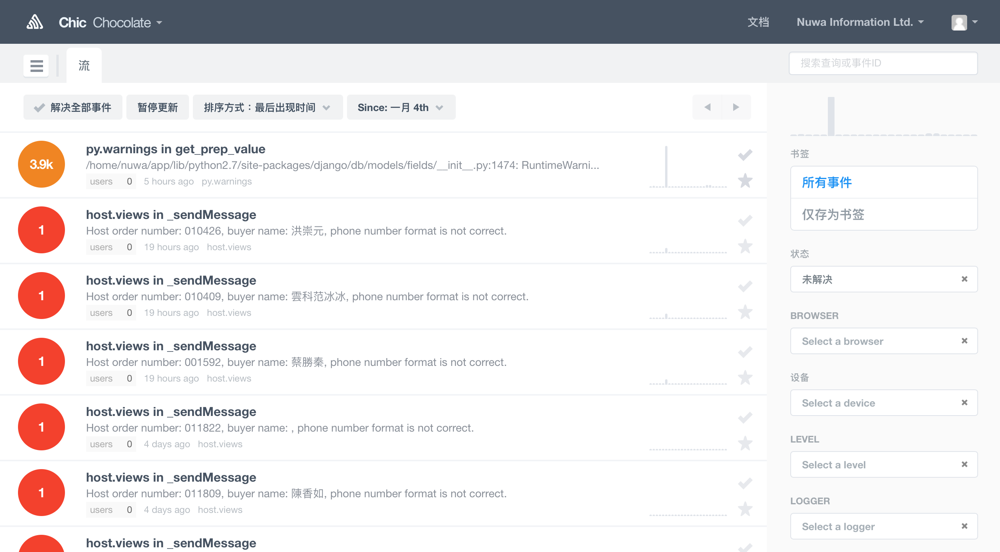 Chic Chocolate
文档
Nuwa Information Ltd.
流
搜索查询或事件ID
解决全部事件
暂停更新
排序方式：最后出现时间
Since: 一月 4th
3.9k
py.warnings in get_prep_value
/home/nuwa/app/lib/python2.7/site-packages/django/db/models/fields/__init__.py:1474: RuntimeWarni...
users 0 5 hours ago py.warnings
1
host.views in _sendMessage
Host order number: 010426, buyer name: 洪崇元, phone number format is not correct.
users 0 19 hours ago host.views
1
host.views in _sendMessage
Host order number: 010409, buyer name: 雲科范冰冰, phone number format is not correct.
users 0 19 hours ago host.views
1
host.views in _sendMessage
Host order number: 001592, buyer name: 蔡勝秦, phone number format is not correct.
users 0 19 hours ago host.views
1
host.views in _sendMessage
Host order number: 011822, buyer name: , phone number format is not correct.
users 0 4 days ago host.views
1
host.views in _sendMessage
Host order number: 011809, buyer name: 陳香如, phone number format is not correct.
users 0 4 days ago host.views
host.views in _sendMessage
书签
所有事件
仅存为书签
状态
未解决
BROWSER
Select a browser
设备
Select a device
LEVEL
Select a level
LOGGER
Select a logger